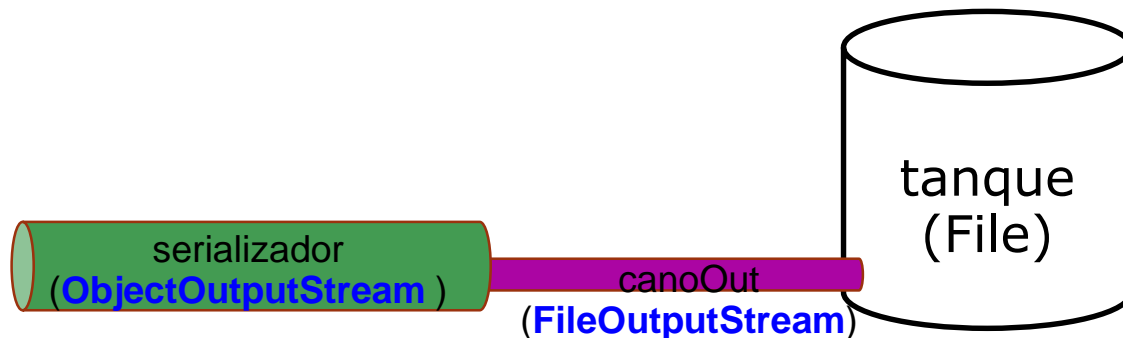 tanque
(File)
serializador
(ObjectOutputStream )
canoOut
(FileOutputStream)